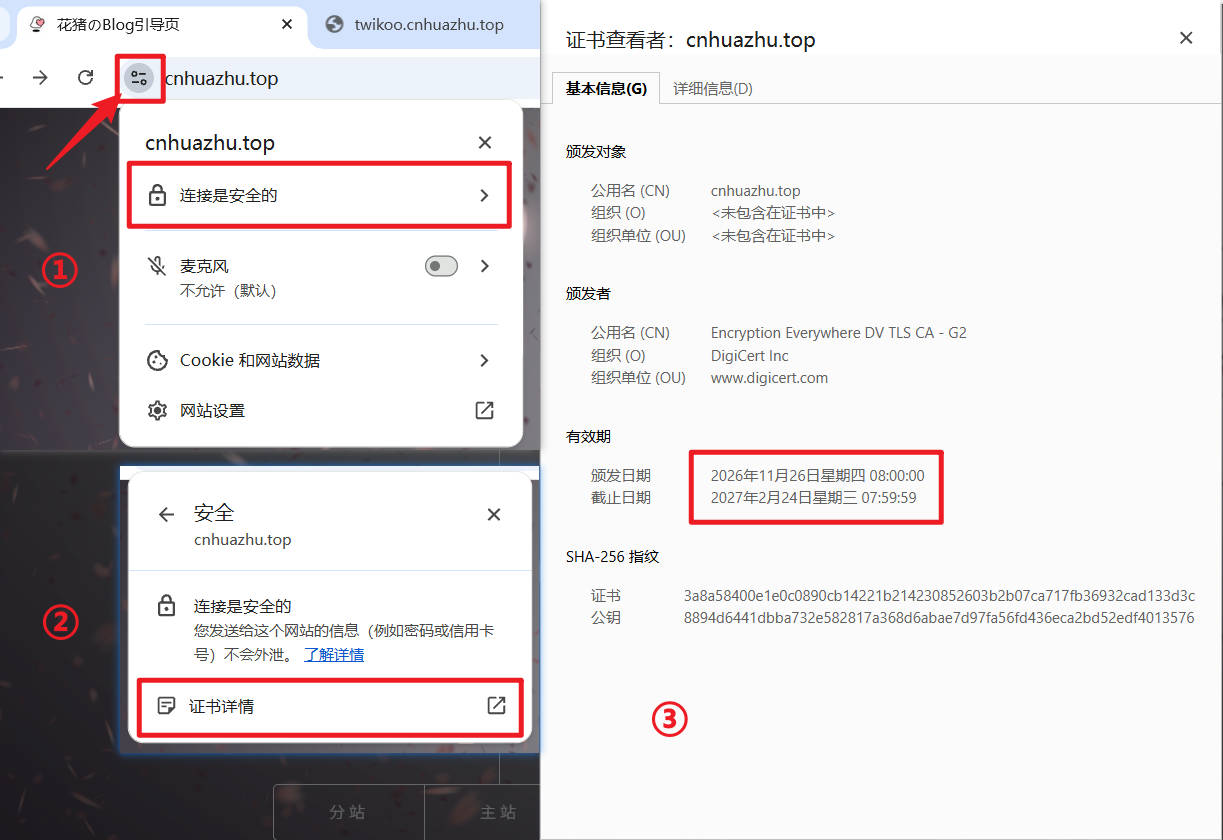 花猪のBlog引导页
twikoo.cnhuazhu.top
cnhuazhu.top
cnhuazhu.top
连接是安全的
麦克风
不允许（默认）
Cookie 和网站数据
网站设置
①
安全
cnhuazhu.top
连接是安全的
您发送给这个网站的信息（例如密码或信用卡
号）不会外泄。 了解详情
证书详情
②
分站
主站
证书查看者：cnhuazhu.top
基本信息(G) 详细信息(D)
颁发对象
公用名 (CN) cnhuazhu.top
组织 (O) <未包含在证书中>
组织单位 (OU) <未包含在证书中>
颁发者
公用名 (CN) Encryption Everywhere DV TLS CA - G2
组织 (O) DigiCert Inc
组织单位 (OU) www.digicert.com
有效期
颁发日期 2026年11月26日星期四 08:00:00
截止日期 2027年2月24日星期三 07:59:59
SHA-256 指纹
证书 3a8a58400e1e0c0890cb14221b214230852603b2b07ca717fb36932cad133d3c
公钥 8894d6441dbba732e582817a368d6abae7d97fa56fd436eca2bd52edf4013576
③